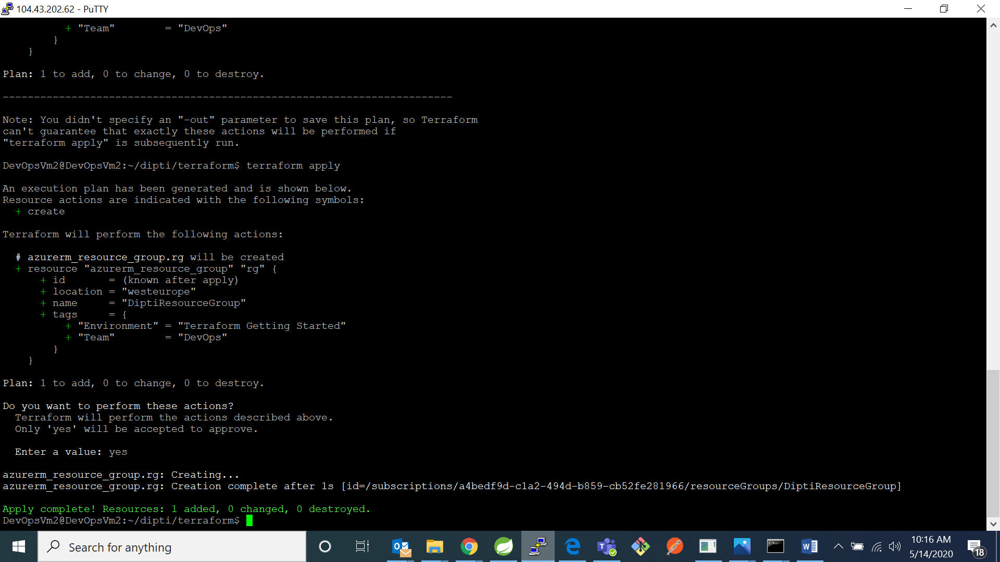 104.43.202.62 - PuTTY
+ "Team"        = "DevOps"
}
}
Plan: 1 to add, 0 to change, 0 to destroy.
------------------------------------------------------------------------
Note: You didn't specify an "-out" parameter to save this plan, so Terraform
can't guarantee that exactly these actions will be performed if
"terraform apply" is subsequently run.
DevOpsVm2@DevOpsVm2:~/dipti/terraform$ terraform apply
An execution plan has been generated and is shown below.
Resource actions are indicated with the following symbols:
+ create
Terraform will perform the following actions:
# azurerm_resource_group.rg will be created
+ resource "azurerm_resource_group" "rg" {
+ id       = (known after apply)
+ location = "westeurope"
+ name     = "DiptiResourceGroup"
+ tags     = {
+ "Environment" = "Terraform Getting Started"
+ "Team"        = "DevOps"
}
}
Plan: 1 to add, 0 to change, 0 to destroy.
Do you want to perform these actions?
Terraform will perform the actions described above.
Only 'yes' will be accepted to approve.
Enter a value: yes
azurerm_resource_group.rg: Creating...
azurerm_resource_group.rg: Creation complete after 1s [id=/subscriptions/a4bedf9d-c1a2-494d-b859-cb52fe281966/resourceGroups/DiptiResourceGroup]
Apply complete! Resources: 1 added, 0 changed, 0 destroyed.
DevOpsVm2@DevOpsVm2:~/dipti/terraform$
Search for anything
10:16 AM
5/14/2020
18